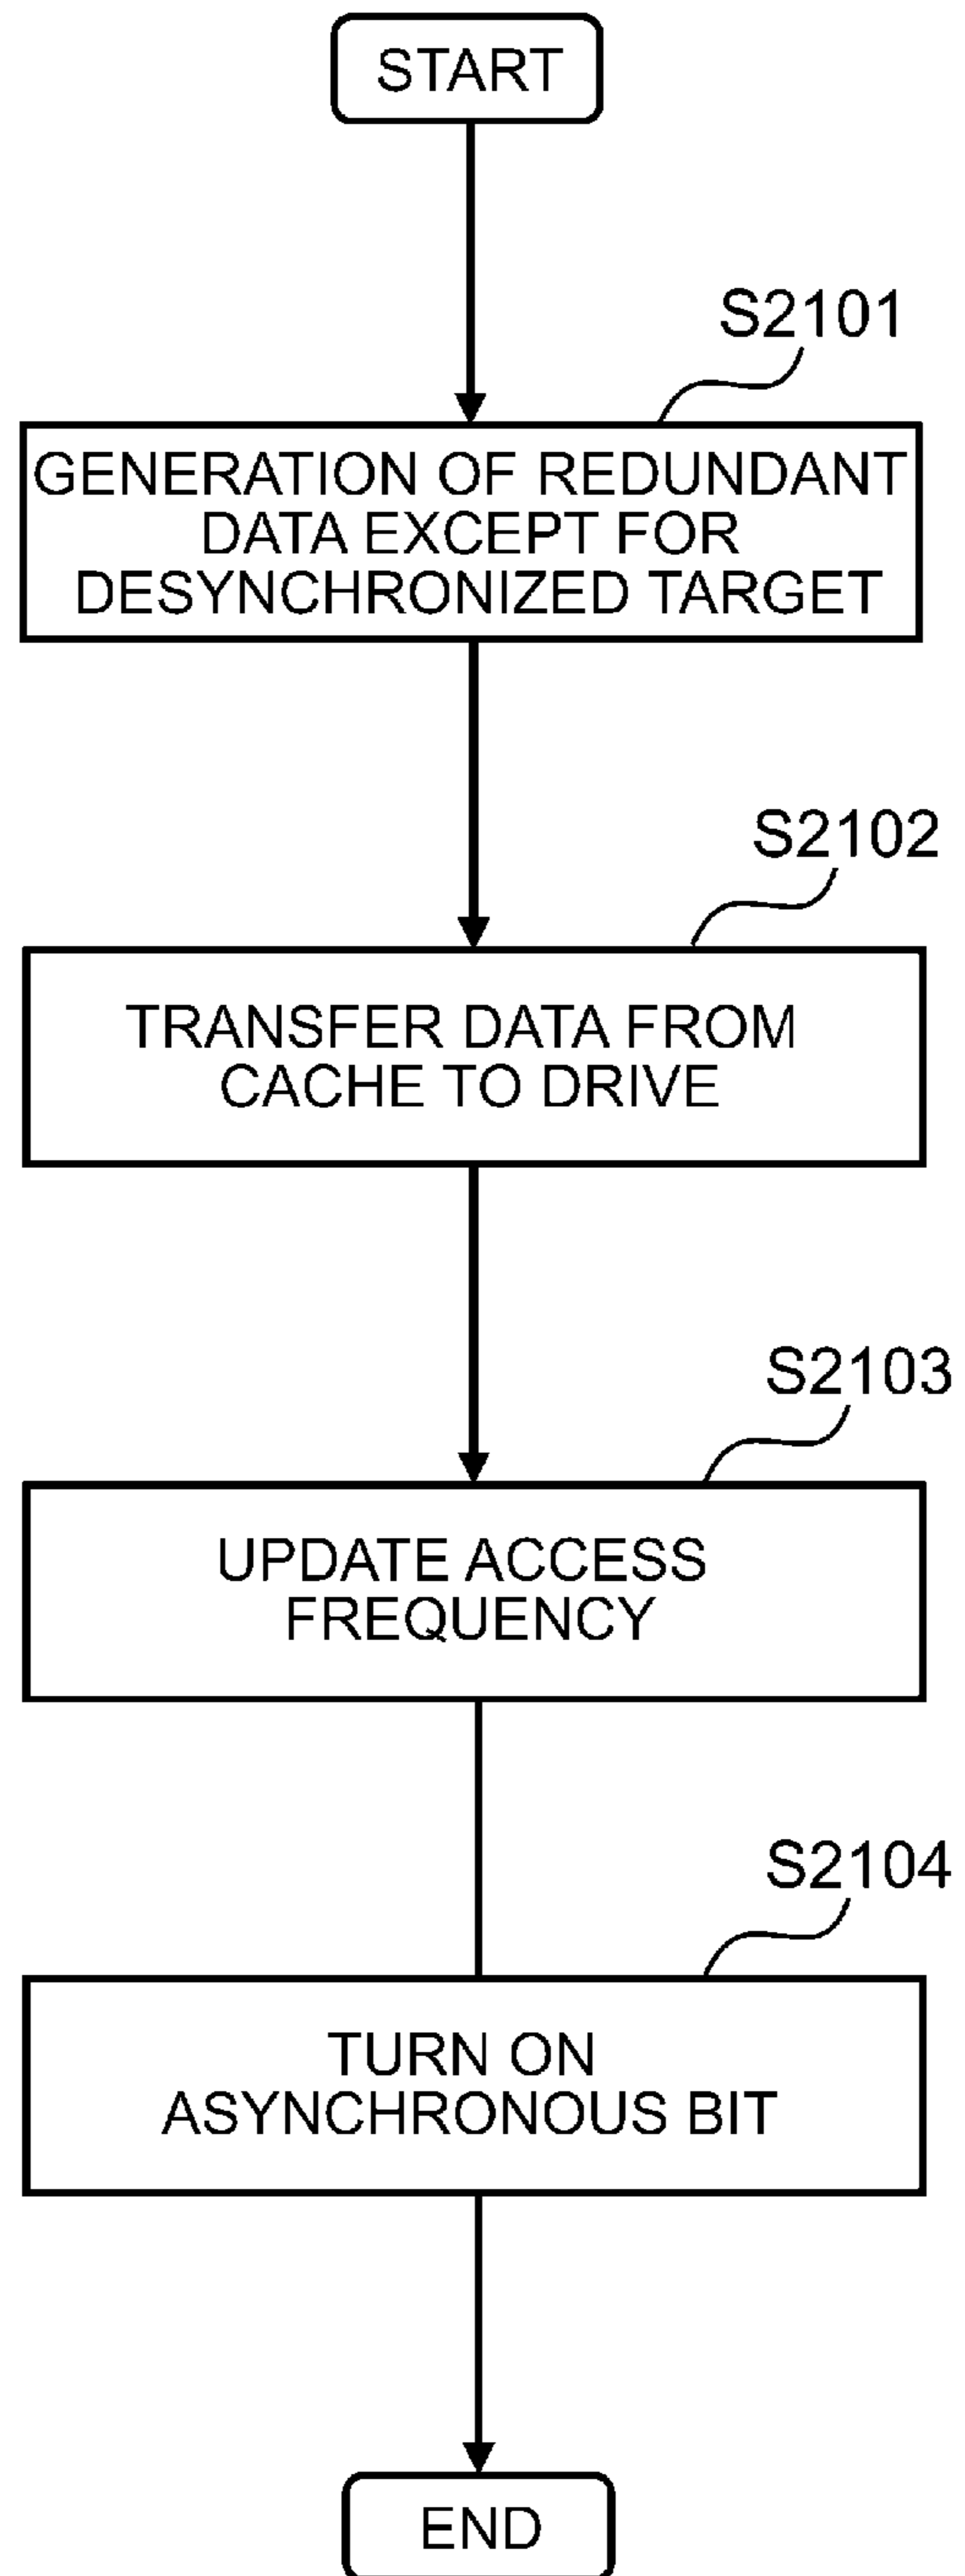 START
S2101
GENERATION OF REDUNDANT
DATA EXCEPT FOR
DESYNCHRONIZED TARGET
S2102
TRANSFER DATA FROM
CACHE TO DRIVE
S2103
UPDATE ACCESS
FREQUENCY
S2104
TURN ON
ASYNCHRONOUS BIT
END